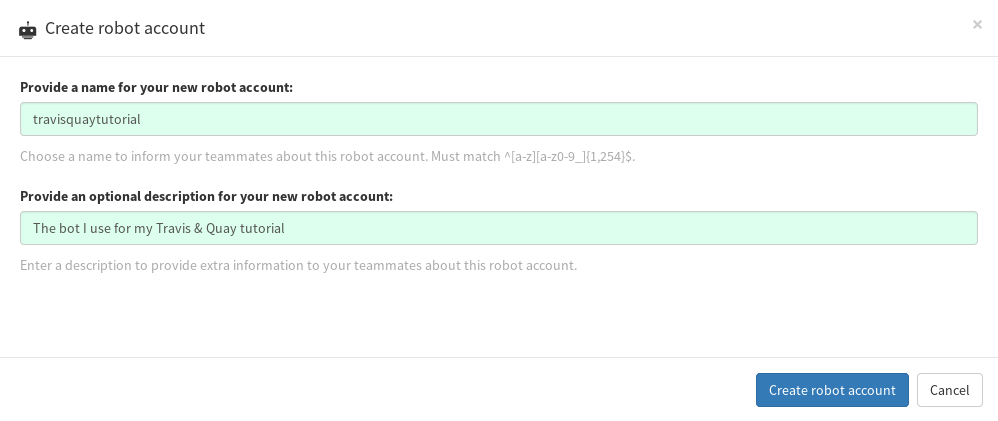 Create robot account
×
Provide a name for your new robot account:
travisquaytutorial
Choose a name to inform your teammates about this robot account. Must match ^[a-z][a-z0-9_]{1,254}$.
Provide an optional description for your new robot account:
The bot I use for my Travis & Quay tutorial
Enter a description to provide extra information to your teammates about this robot account.
Create robot account
Cancel